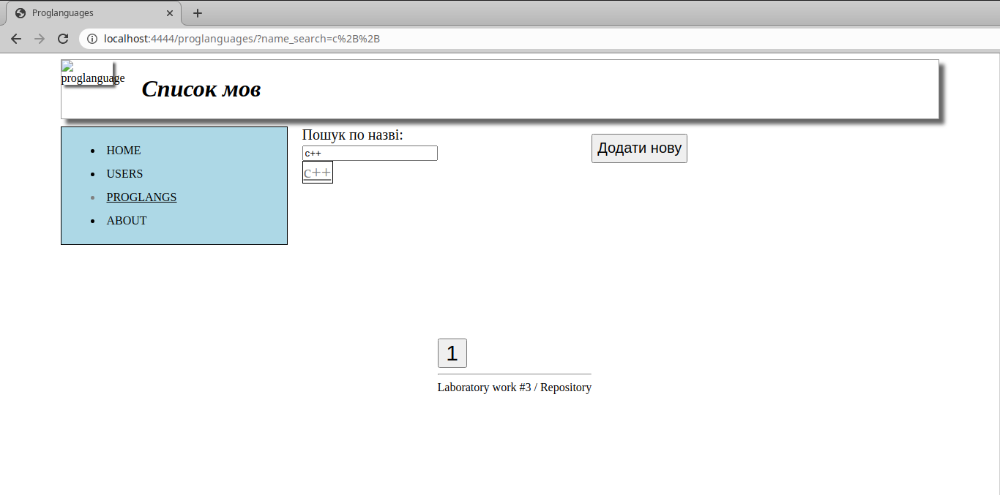 Proglanguages
localhost:4444/proglanguages/?name_search=c%2B%2B
proglanguage
Список мов
HOME
USERS
PROGLANGS
ABOUT
Пошук по назві:
c++
c++
Додати нову
1
Laboratory work #3 / Repository